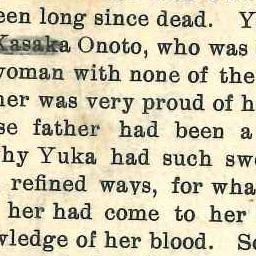 een long since dead. Y
Kasaka Onoto, who was
woman with none of the
ner was very proud of h
se father had been a
hy Yuka had such swe
refined ways, for wha
her had come to her
wledge of her blood. So